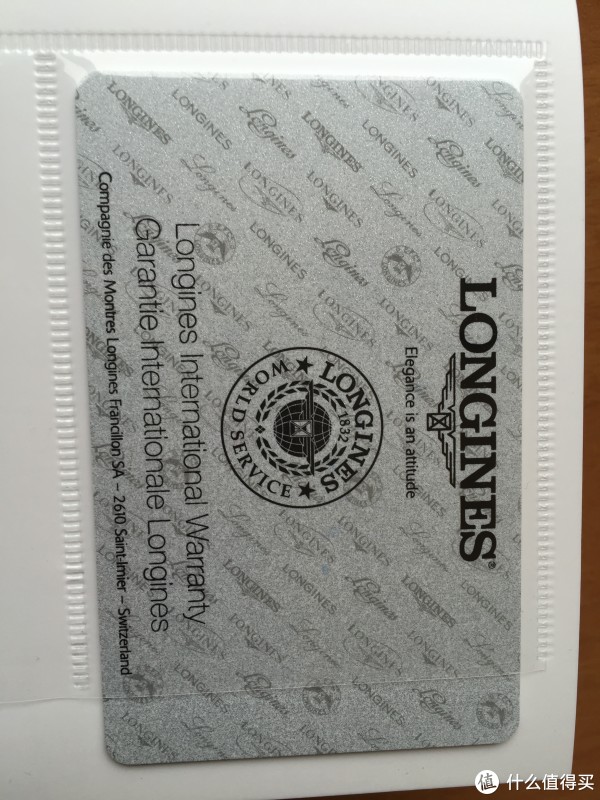 LONGINES®
Elegance is an attitude
LONGINES
1832
WORLD SERVICE
Longines International Warranty
Garantie Internationale Longines
Compagnie des Montres Longines Francillon SA – 2610 Saint-Imier – Switzerland
值 什么值得买